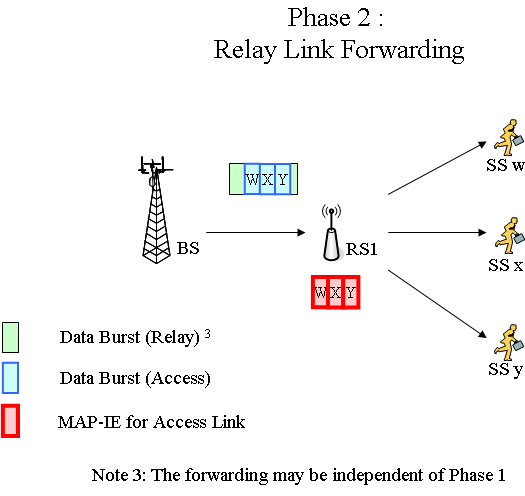 Phase 2 :
Relay Link Forwarding
SS w
W X Y
BS
RS1
SS x
W X Y
Data Burst (Relay) 3
SS y
Data Burst (Access)
MAP-IE for Access Link
Note 3: The forwarding may be independent of Phase 1